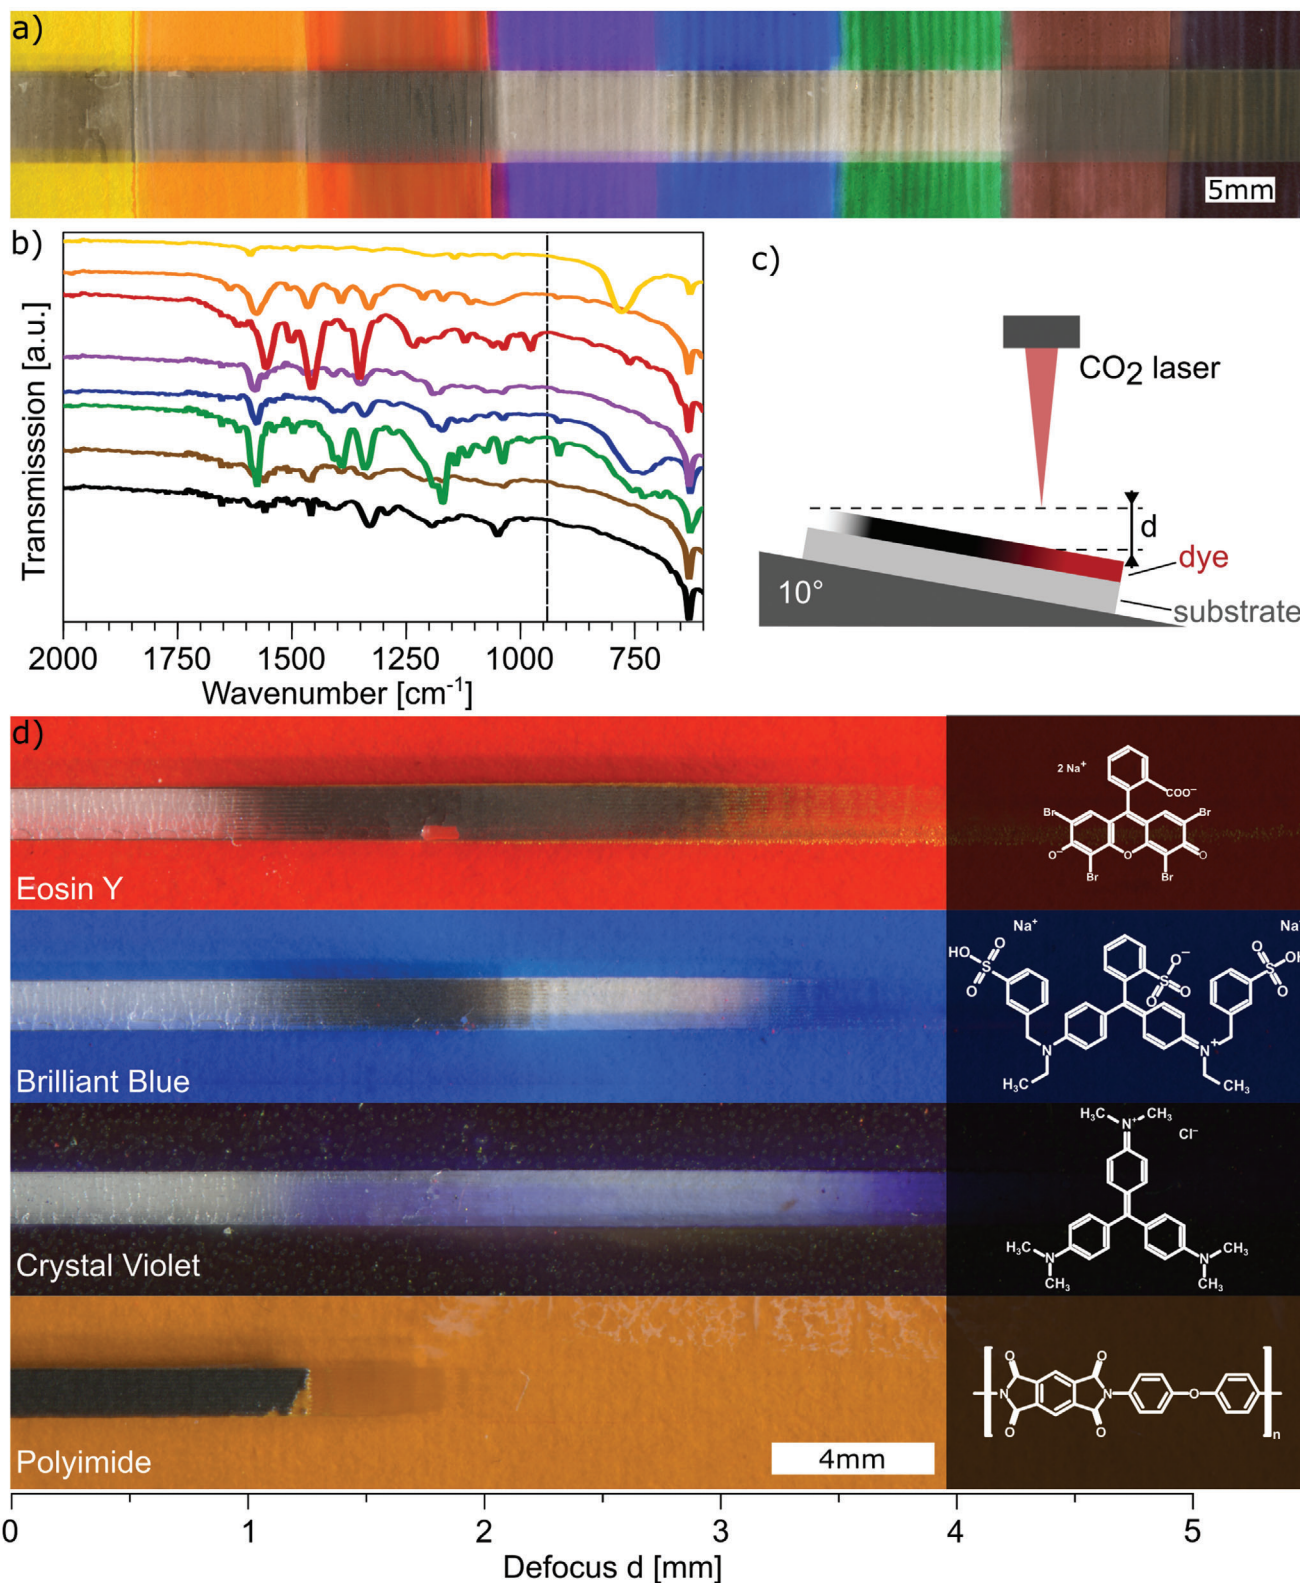 a)
5mm
b)
Transmisssion [a.u.]
2000 1750 1500 1250 1000 750
Wavenumber [cm⁻¹]
c)
CO₂ laser
d
dye
substrate
10°
d)
Eosin Y
2 Na⁺
COO⁻
Br Br
O⁻ O O
Br Br
Brilliant Blue
Na⁺ Na
HO S O O
O O⁻ S O O
O S OH O
N N⁺
H₃C CH₃
Crystal Violet
H₃C N⁺ CH₃
Cl⁻
H₃C N CH₃
N CH₃ CH₃
Polyimide
O O
N N O
O O
n
4mm
0 1 2 3 4 5
Defocus d [mm]